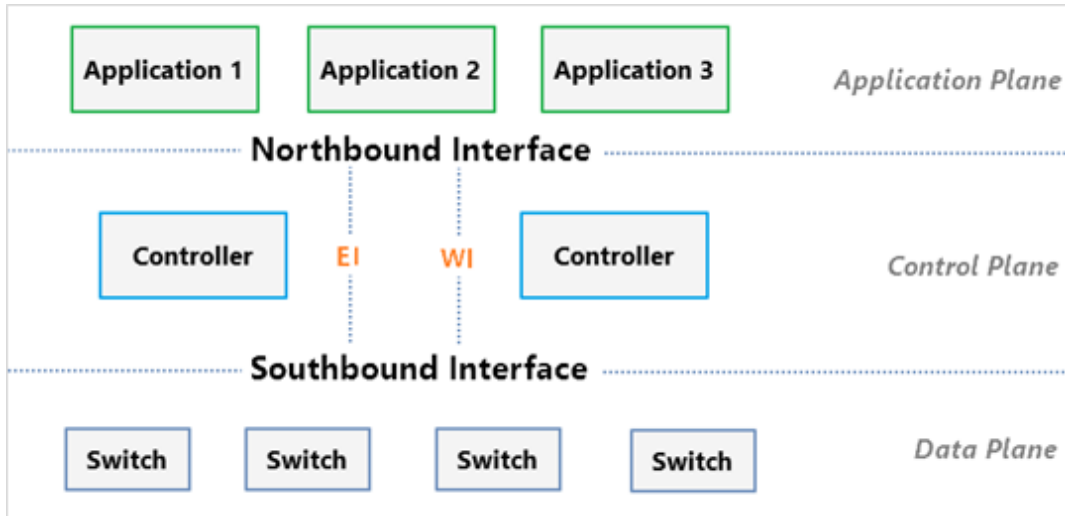 Application 1
Application 2
Application 3
Application Plane
Northbound Interface
Controller
EI
WI
Controller
Control Plane
Southbound Interface
Switch
Switch
Switch
Switch
Data Plane